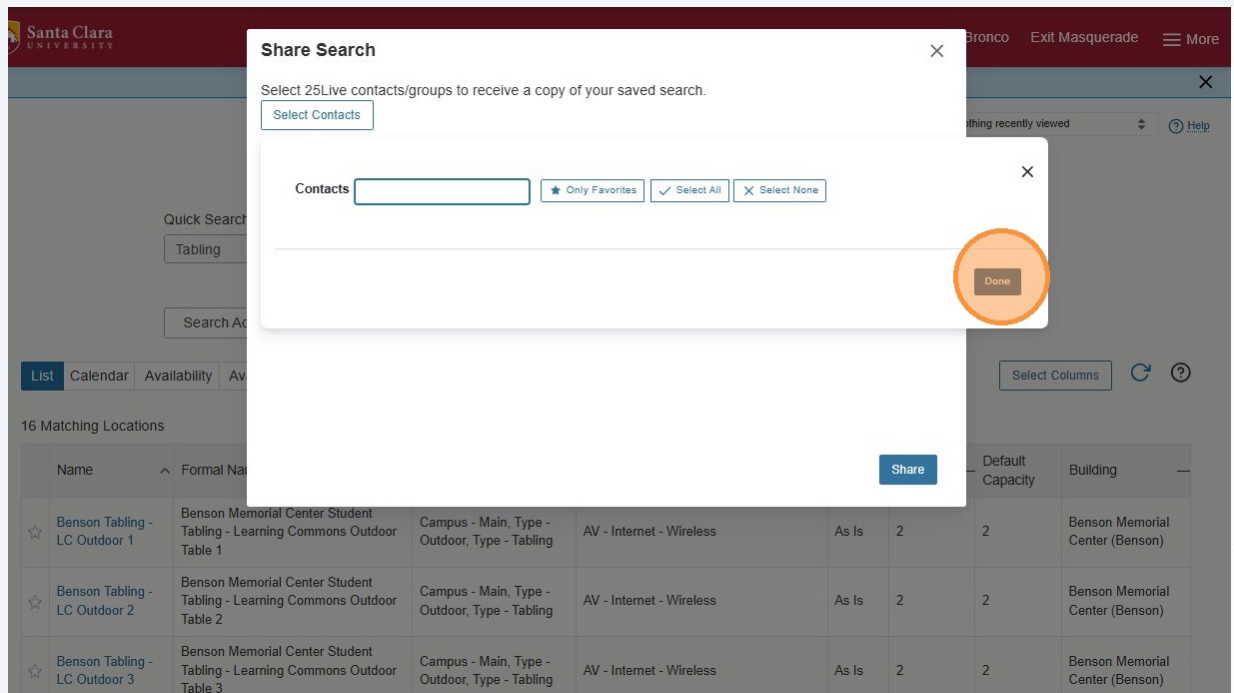 Santa Clara
UNIVERSITY
Bronco Exit Masquerade More
Share Search
Select 25Live contacts/groups to receive a copy of your saved search.
Select Contacts
recently viewed
Help
Contacts
Only Favorites Select All Select None
Quick Search
Tabling
Done
Search
List Calendar Availability
Select Columns
16 Matching Locations
Share
Name
Formal
Default
Capacity
Building
Benson Tabling -
LC Outdoor 1
Benson Memorial Center Student
Tabling - Learning Commons Outdoor
Table 1
Campus - Main, Type -
Outdoor, Type - Tabling
AV - Internet - Wireless
As Is
2
2
Benson Memorial
Center (Benson)
Benson Tabling -
LC Outdoor 2
Benson Memorial Center Student
Tabling - Learning Commons Outdoor
Table 2
Campus - Main, Type -
Outdoor, Type - Tabling
AV - Internet - Wireless
As Is
2
2
Benson Memorial
Center (Benson)
Benson Tabling -
LC Outdoor 3
Benson Memorial Center Student
Tabling - Learning Commons Outdoor
Table 3
Campus - Main, Type -
Outdoor, Type - Tabling
AV - Internet - Wireless
As Is
2
2
Benson Memorial
Center (Benson)